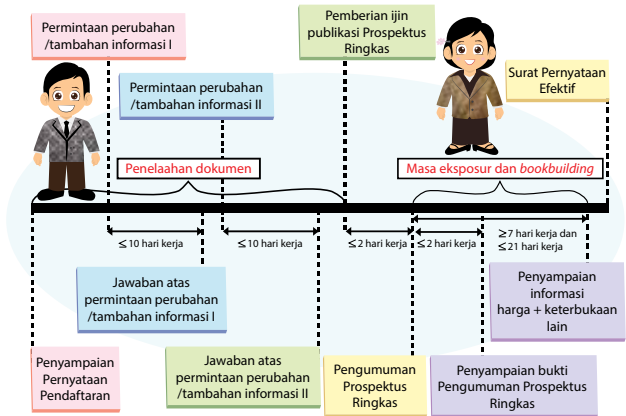 Permintaan perubahan
/tambahan informasi I
Pemberian ijin
publikasi Prospektus
Ringkas
Permintaan perubahan
/tambahan informasi II
Surat Pernyataan
Efektif
Penelaahan dokumen
Masa eksposur dan bookbuilding
≤ 10 hari kerja
≤ 10 hari kerja
≤ 2 hari kerja
≤ 2 hari kerja
≥ 7 hari kerja dan
≤ 21 hari kerja
Jawaban atas
permintaan perubahan
/tambahan informasi I
Penyampaian
informasi
harga + keterbukaan
lain
Penyampaian
Pernyataan
Pendaftaran
Jawaban atas
permintaan perubahan
/tambahan informasi II
Pengumuman
Prospektus
Ringkas
Penyampaian bukti
Pengumuman Prospektus
Ringkas